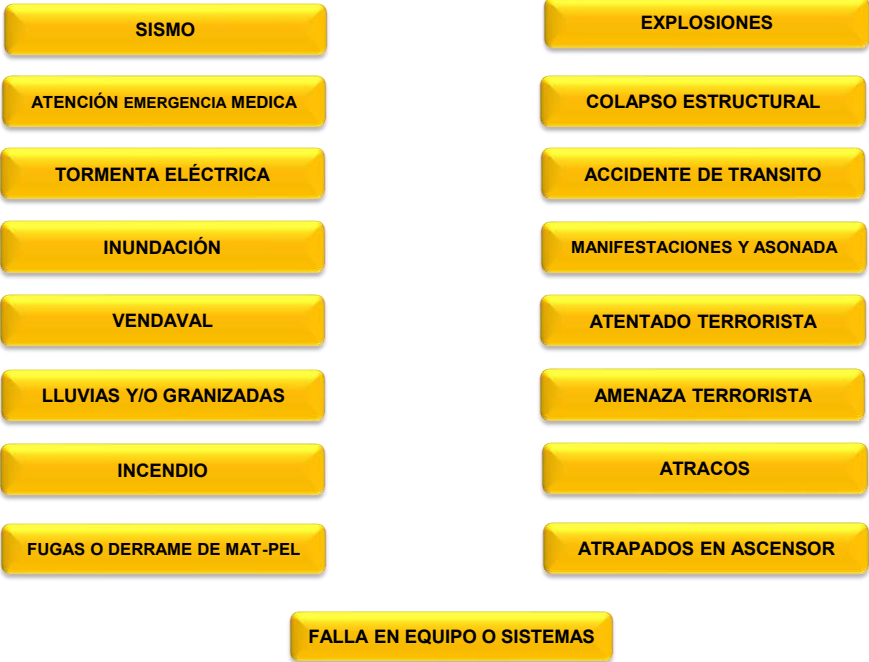 SISMO
ATENCIÓN EMERGENCIA MEDICA
TORMENTA ELÉCTRICA
INUNDACIÓN
VENDAVAL
LLUVIAS Y/O GRANIZADAS
INCENDIO
FUGAS O DERRAME DE MAT-PEL
EXPLOSIONES
COLAPSO ESTRUCTURAL
ACCIDENTE DE TRANSITO
MANIFESTACIONES Y ASONADA
ATENTADO TERRORISTA
AMENAZA TERRORISTA
ATRACOS
ATRAPADOS EN ASCENSOR
FALLA EN EQUIPO O SISTEMAS